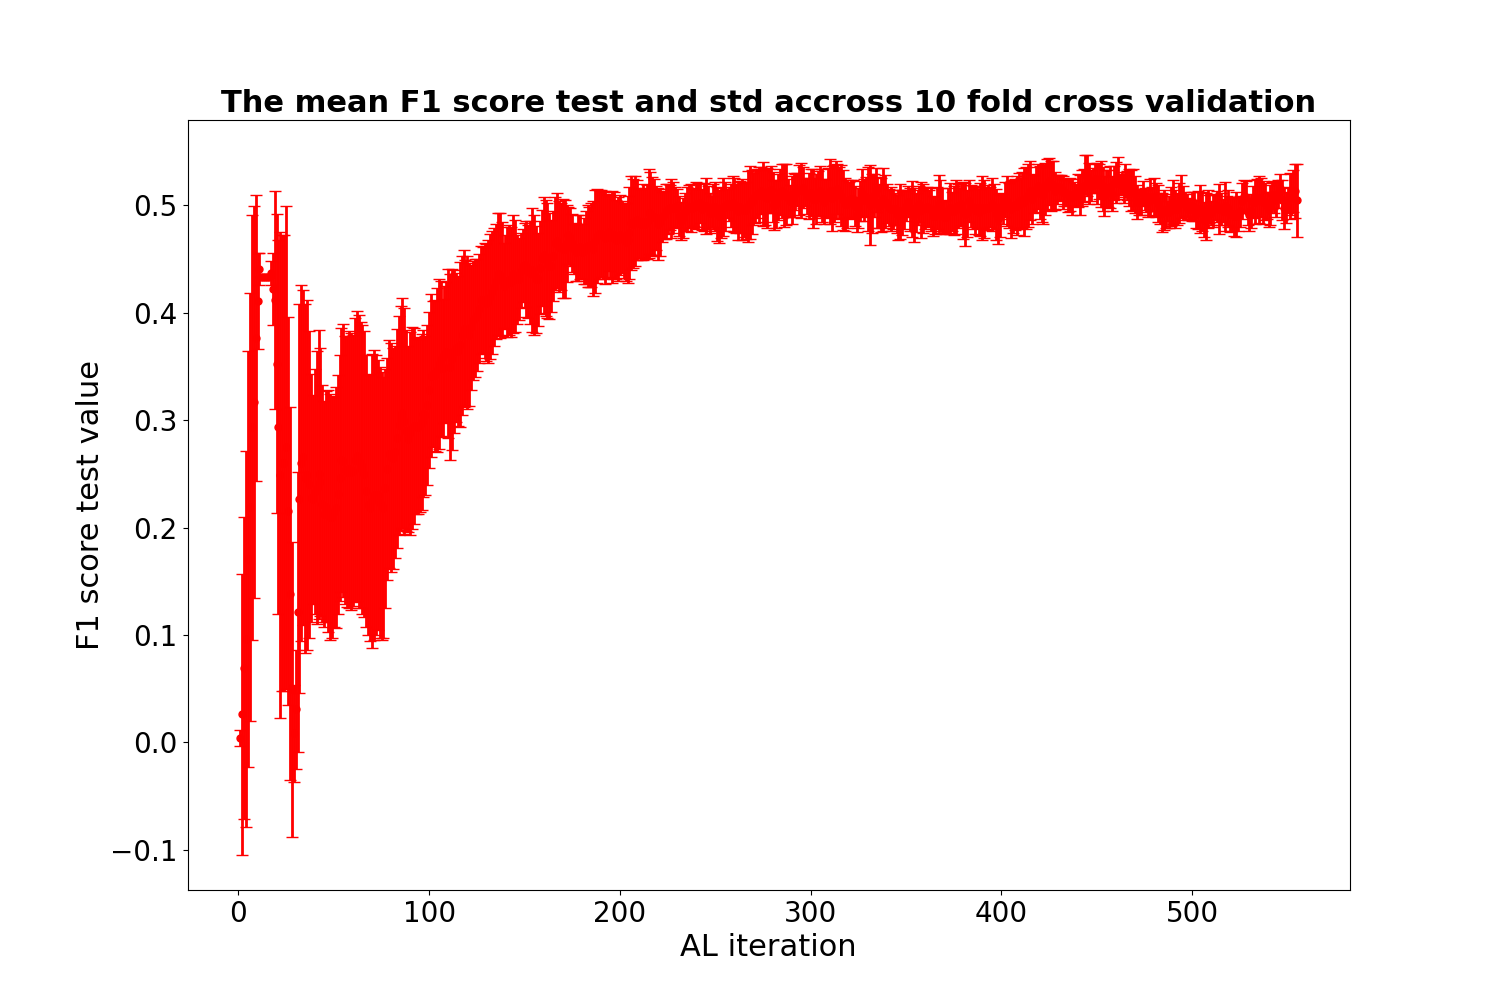 The mean F1 score test and std accross 10 fold cross validation
F1 score test value
0.5
0.4
0.3
0.2
0.1
0.0
−0.1
0 100 200 300 400 500
AL iteration